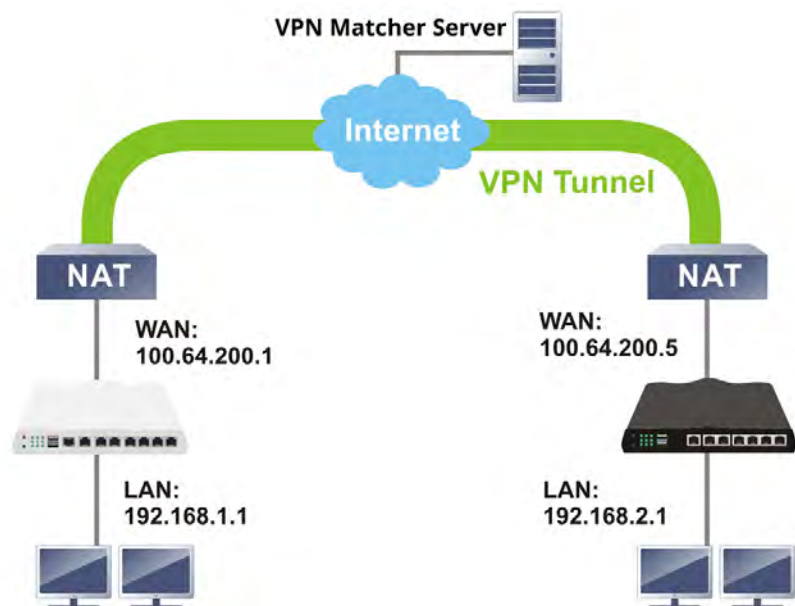 VPN Matcher Server
Internet
VPN Tunnel
NAT
NAT
WAN:
100.64.200.1
WAN:
100.64.200.5
LAN:
192.168.1.1
LAN:
192.168.2.1